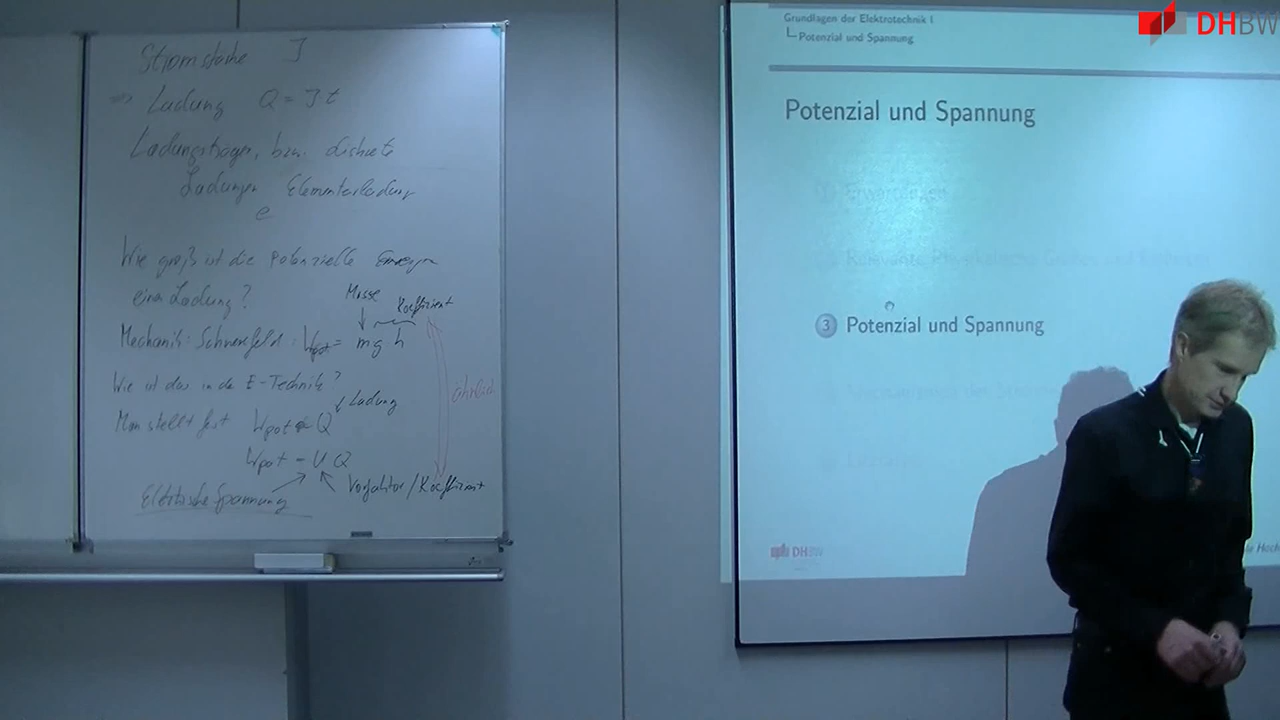 Stromstärke I
=> Ladung Q = I t
Ladungsträger, bzw. diskrete
Ladungen Elementarladung
e
Wie groß ist die potenzielle Energie
einer Ladung?
Masse
Koeffizient
Mechanik: Schwerefeld: Wpot = m g h
Wie ist das in der E-Technik?
ähnlich
Ladung
Man stellt fest Wpot ~ Q
Wpot = U Q
Elektrische Spannung
Vorfaktor/Koeffizient
Grundlagen der Elektrotechnik I
Potenzial und Spannung
DHBW
Potenzial und Spannung
3 Potenzial und Spannung
DHBW